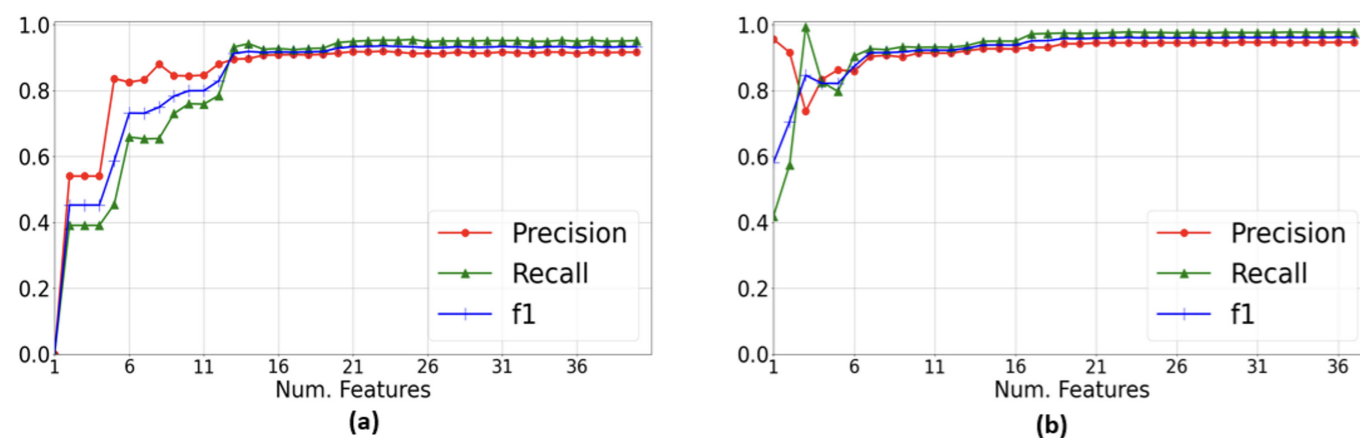 1.0
0.8
0.6
0.4
0.2
0.0
1 6 11 16 21 26 31 36
Num. Features
Precision
Recall
f1
(a)
1.0
0.8
0.6
0.4
0.2
0.0
1 6 11 16 21 26 31 36
Num. Features
Precision
Recall
f1
(b)